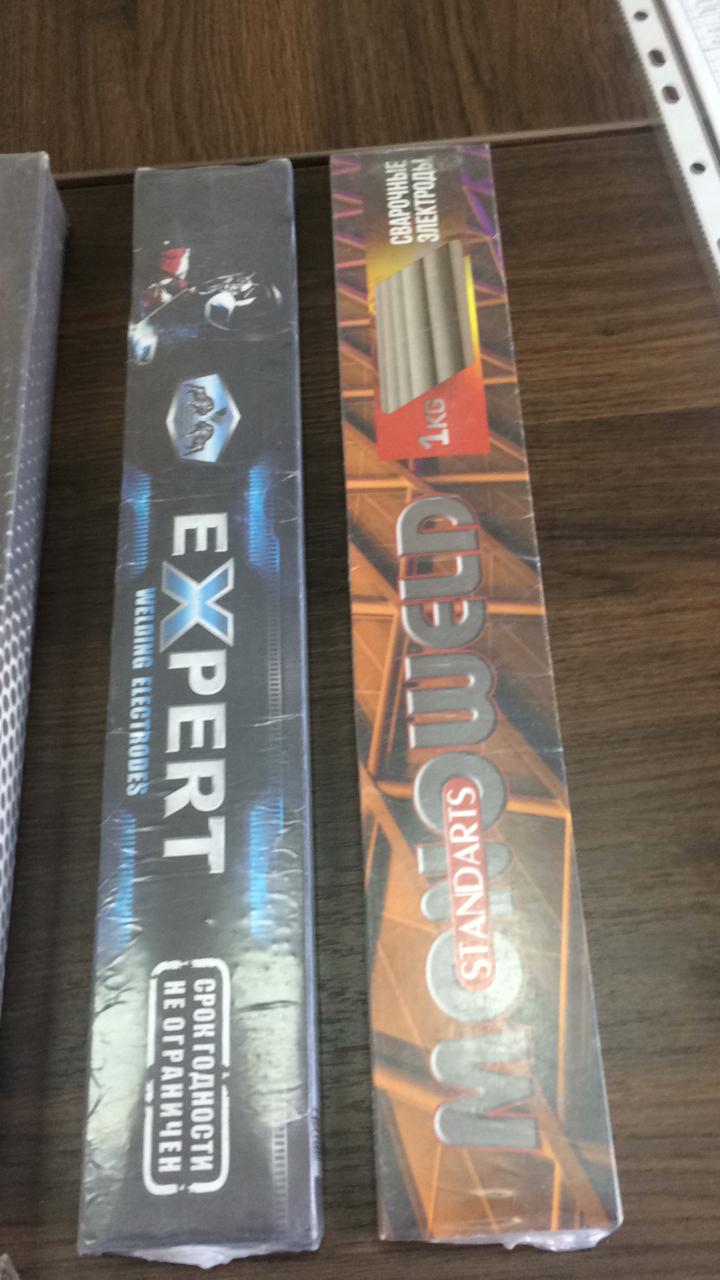 EXPERT
WELDING ELECTRODES
СРОК ГОДНОСТИ
НЕ ОГРАНИЧЕН
СВАРОЧНЫЕ
ЭЛЕКТРОДЫ
1KG
MONOWELD
STANDARTS